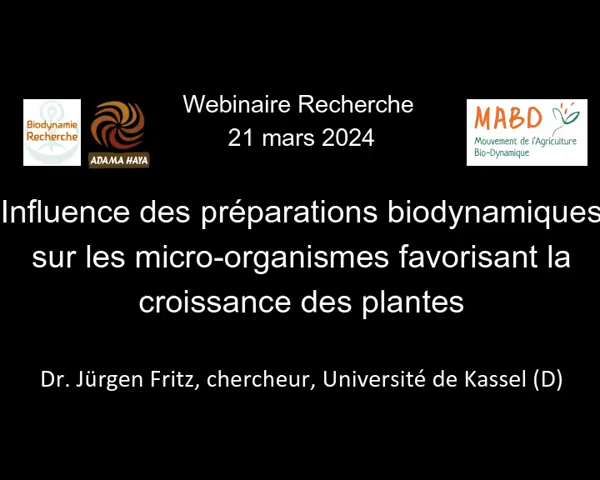 Webinaire Recherche
21 mars 2024
Biodynamie
Recherche
ADAMA HAYA
MABD
Mouvement de l'Agriculture
Bio-Dynamique
Influence des préparations biodynamiques
sur les micro-organismes favorisant la
croissance des plantes
Dr. Jürgen Fritz, chercheur, Université de Kassel (D)